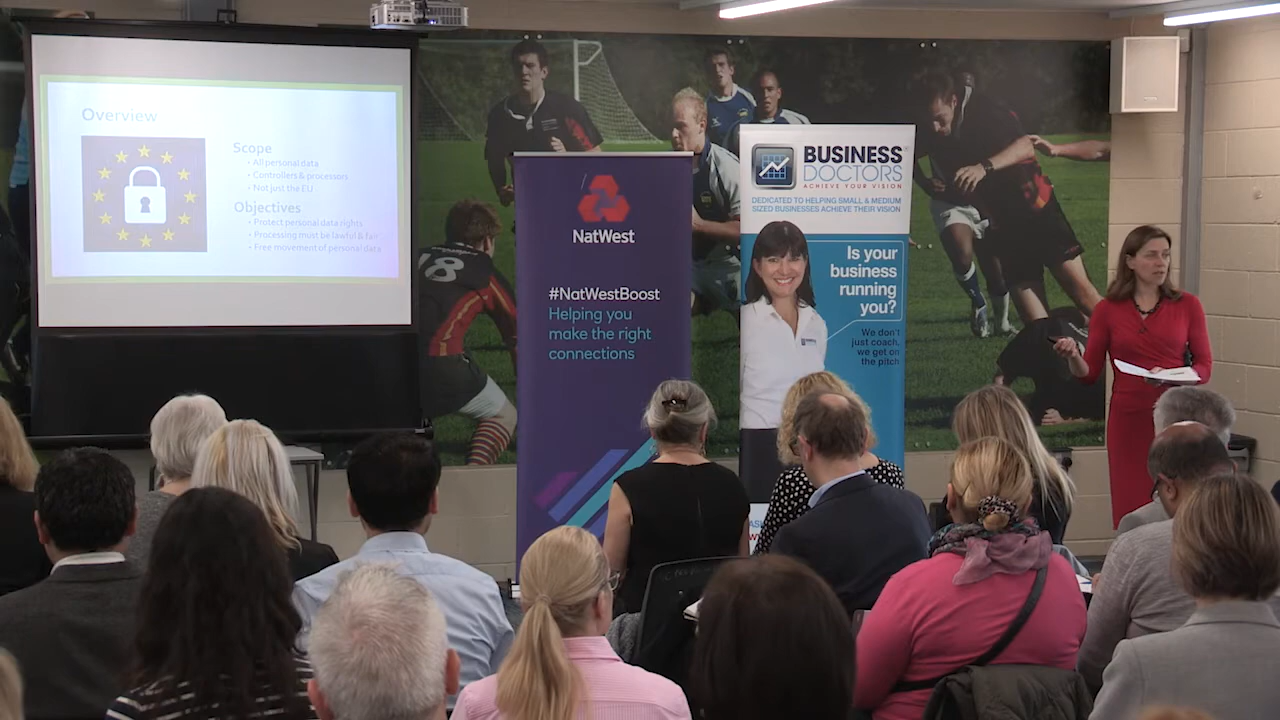 Overview
Scope
• All personal data
• Controllers & processors
• Not just the EU
Objectives
• Protect personal data rights
• Processing must be lawful & fair
• Free movement of personal data
NatWest
#NatWestBoost
Helping you
make the right
connections
BUSINESS
DOCTORS
ACHIEVE YOUR VISION
DEDICATED TO HELPING SMALL & MEDIUM
SIZED BUSINESSES ACHIEVE THEIR VISION
Is your
business
running
you?
We don't
just coach,
we get on
the pitch
18